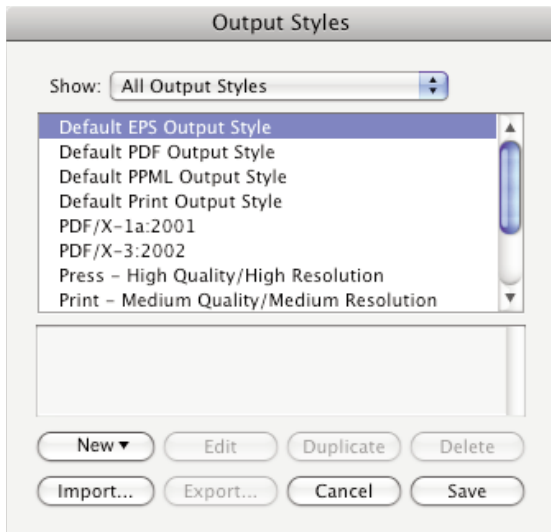 Output Styles
Show: All Output Styles
Default EPS Output Style
Default PDF Output Style
Default PPML Output Style
Default Print Output Style
PDF/X-1a:2001
PDF/X-3:2002
Press – High Quality/High Resolution
Print – Medium Quality/Medium Resolution
New Edit Duplicate Delete
Import... Export... Cancel Save